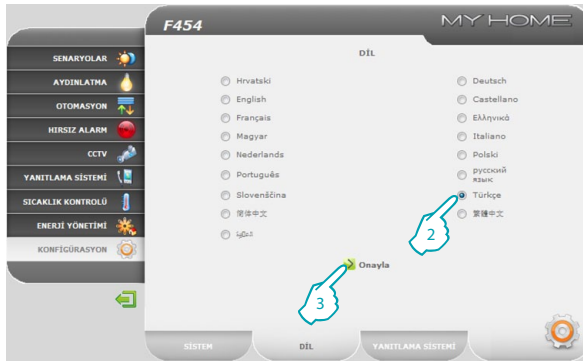 F454
MY HOME
SENARYOLAR
AYDINLATMA
OTOMASYON
HIRSIZ ALARM
CCTV
YANITLAMA SİSTEMİ
SICAKLIK KONTROLÜ
ENERJİ YÖNETİMİ
KONFİGÜRASYON
DİL
Hrvatski
Deutsch
English
Castellano
Français
Ελληνικά
Magyar
Italiano
Nederlands
Polski
Português
русский
язык
Slovenščina
Türkçe
简体中文
繁體中文
2
Onayla
3
SİSTEM
DİL
YANITLAMA SİSTEMİ